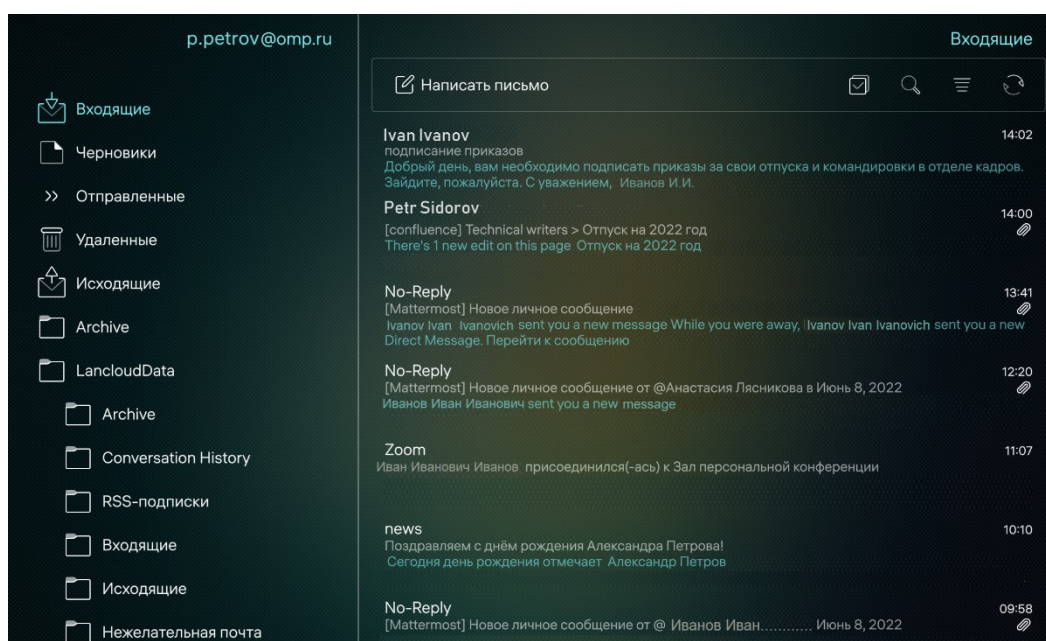 p.petrov@omp.ru
Входящие
Черновики
Отправленные
Удаленные
Исходящие
Archive
LancloudData
Archive
Conversation History
RSS-подписки
Входящие
Исходящие
Нежелательная почта
Входящие
Написать письмо
Ivan Ivanov 14:02
подписание приказов
Добрый день, вам необходимо подписать приказы за свои отпуска и командировки в отделе кадров.
Зайдите, пожалуйста. С уважением, Иванов И.И.
Petr Sidorov 14:00
[confluence] Technical writers > Отпуск на 2022 год
There's 1 new edit on this page Отпуск на 2022 год
No-Reply 13:41
[Mattermost] Новое личное сообщение
Ivanov Ivan Ivanovich sent you a new message While you were away, Ivanov Ivan Ivanovich sent you a new
Direct Message. Перейти к сообщению
No-Reply 12:20
[Mattermost] Новое личное сообщение от @Анастасия Лясникова в Июнь 8, 2022
Иванов Иван Иванович sent you a new message
Zoom 11:07
Иван Иванович Иванов присоединился(-ась) к Зал персональной конференции
news 10:10
Поздравляем с днём рождения Александра Петрова!
Сегодня день рождения отмечает Александр Петров
No-Reply 09:58
[Mattermost] Новое личное сообщение от @ Иванов Иван............ Июнь 8, 2022